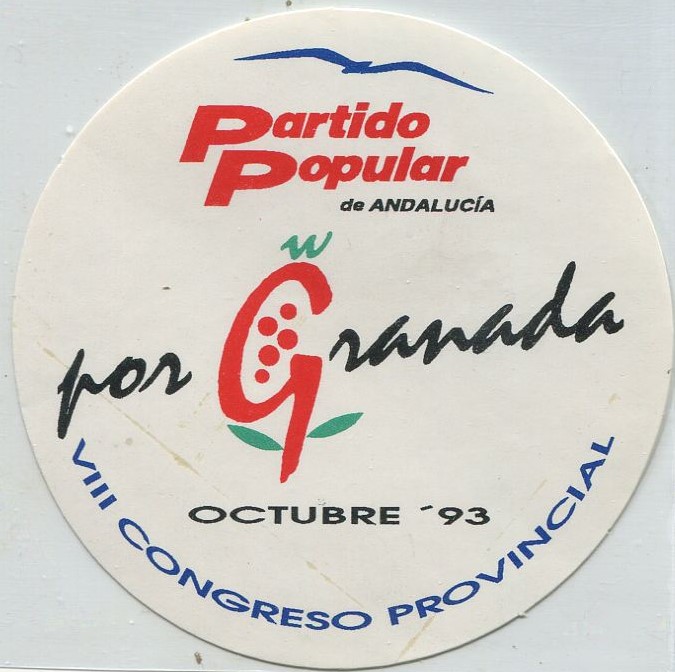 Partido
Popular
de ANDALUCÍA
por Granada
OCTUBRE ´93
VIII CONGRESO PROVINCIAL